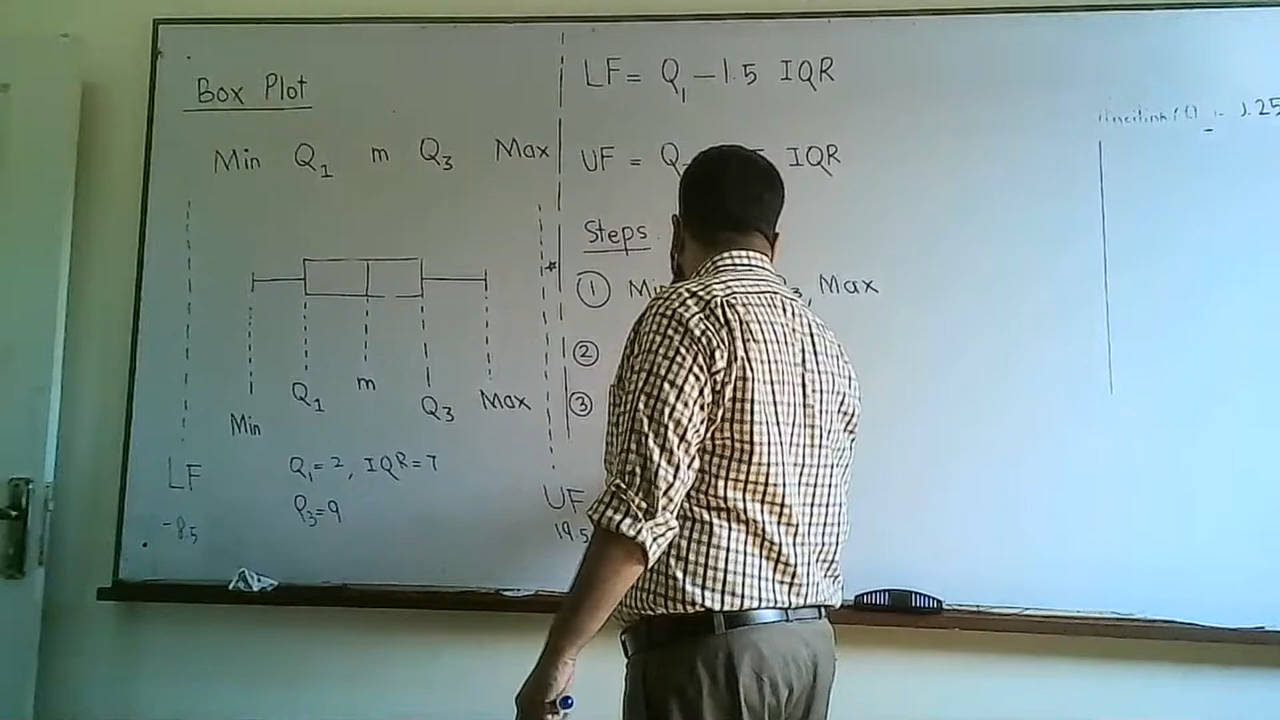 Box Plot
Min Q1 m Q3 Max
Min Q1 m Q3 Max
LF UF
-8.5 19.5
Q1=2, IQR=7
Q3=9
LF= Q1 -1.5 IQR
UF = Q IQR
Steps
① Max
②
③